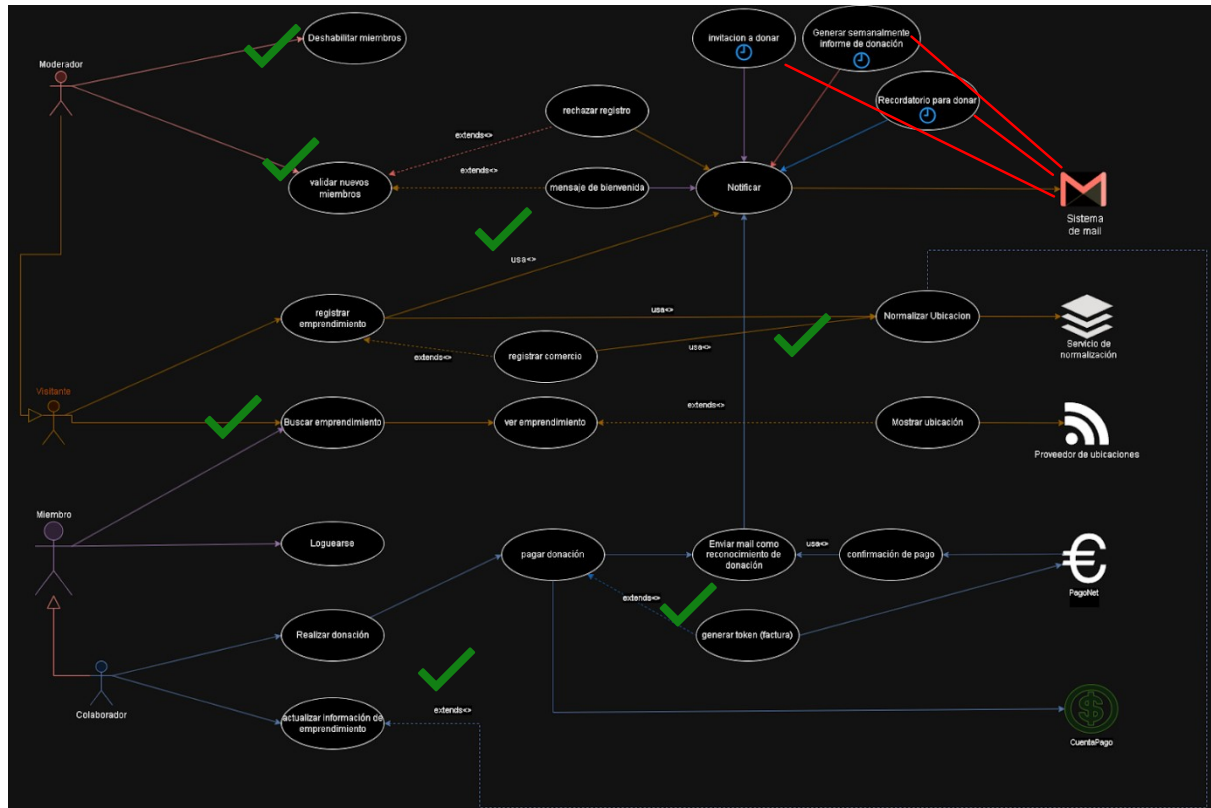 Deshabilitar miembros
invitacion a donar
Generar semanalmente
informe de donación
Moderador
Recordatorio para donar
rechazar registro
extends<>
extends<>
validar nuevos
miembros
mensaje de bienvenida
Notificar
Sistema
de mail
usa<>
registrar
emprendimiento
usa<>
Normalizar Ubicacion
usa<>
Servicio de
normalización
extends<>
registrar comercio
Visitante
extends<>
Buscar emprendimiento
ver emprendimiento
Mostrar ubicación
Proveedor de ubicaciones
Miembro
Loguearse
pagar donación
Enviar mail como
reconocimiento de
donación
usa<>
confirmación de pago
PagoNet
extends<>
Realizar donación
generar token (factura)
Colaborador
actualizar información de
emprendimiento
extends<>
CuentaPago